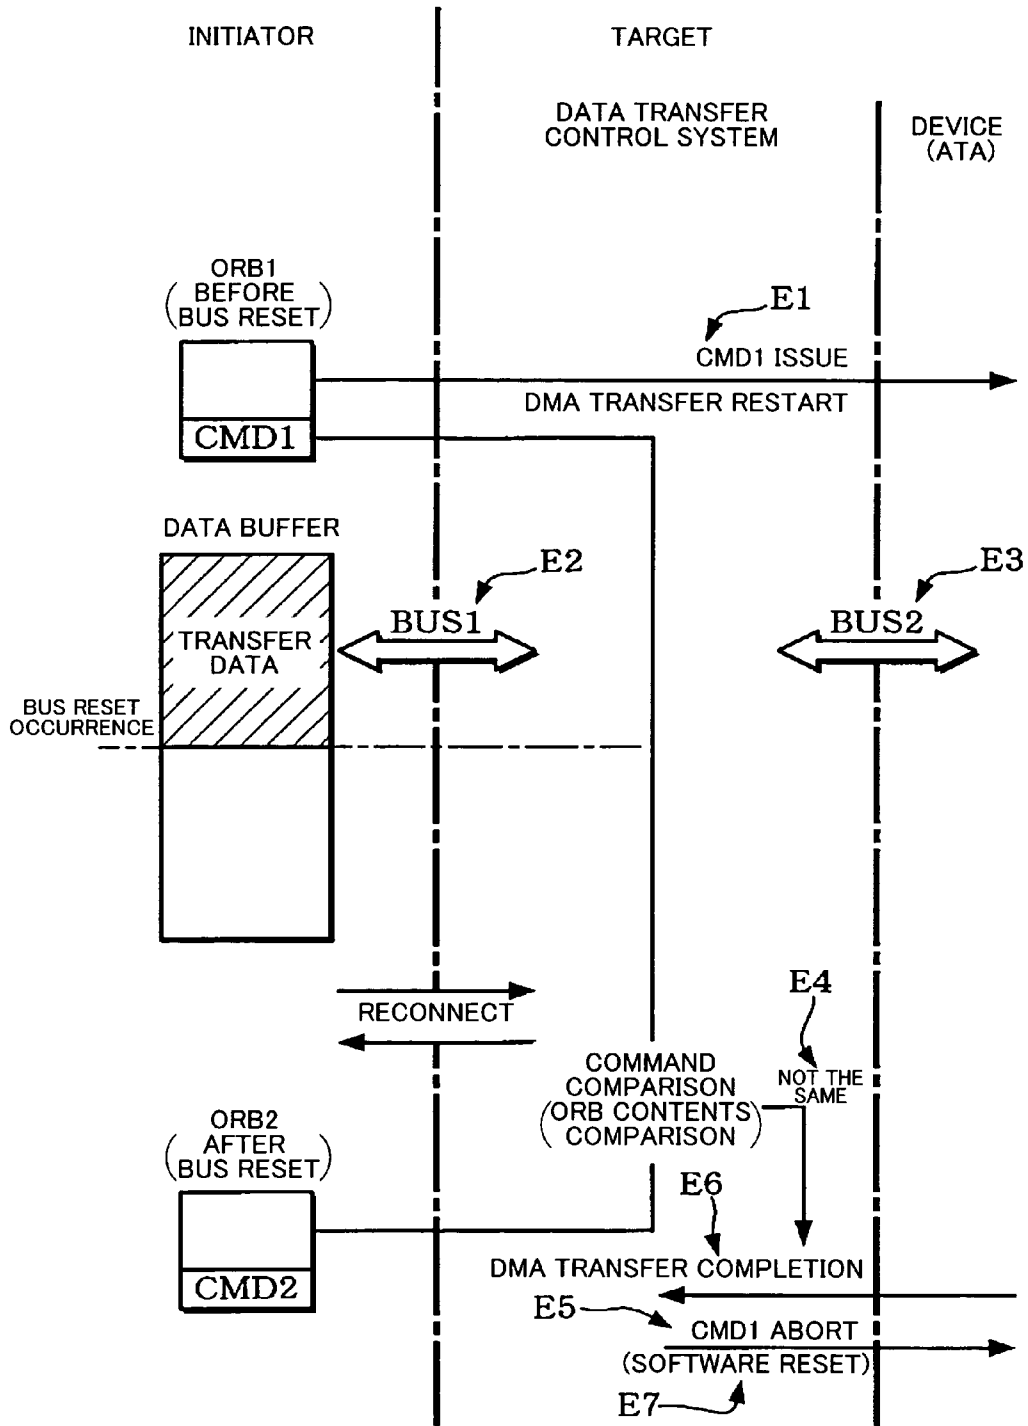 INITIATOR
TARGET
DATA TRANSFER
CONTROL SYSTEM
DEVICE
(ATA)
ORB1
(BEFORE
BUS RESET)
E1
CMD1 ISSUE
DMA TRANSFER RESTART
CMD1
DATA BUFFER
E2
E3
BUS1
BUS2
TRANSFER
DATA
BUS RESET
OCCURRENCE
RECONNECT
E4
NOT THE
SAME
COMMAND
COMPARISON
(ORB CONTENTS
COMPARISON)
ORB2
(AFTER
BUS RESET)
E6
DMA TRANSFER COMPLETION
CMD2
E5
CMD1 ABORT
(SOFTWARE RESET)
E7